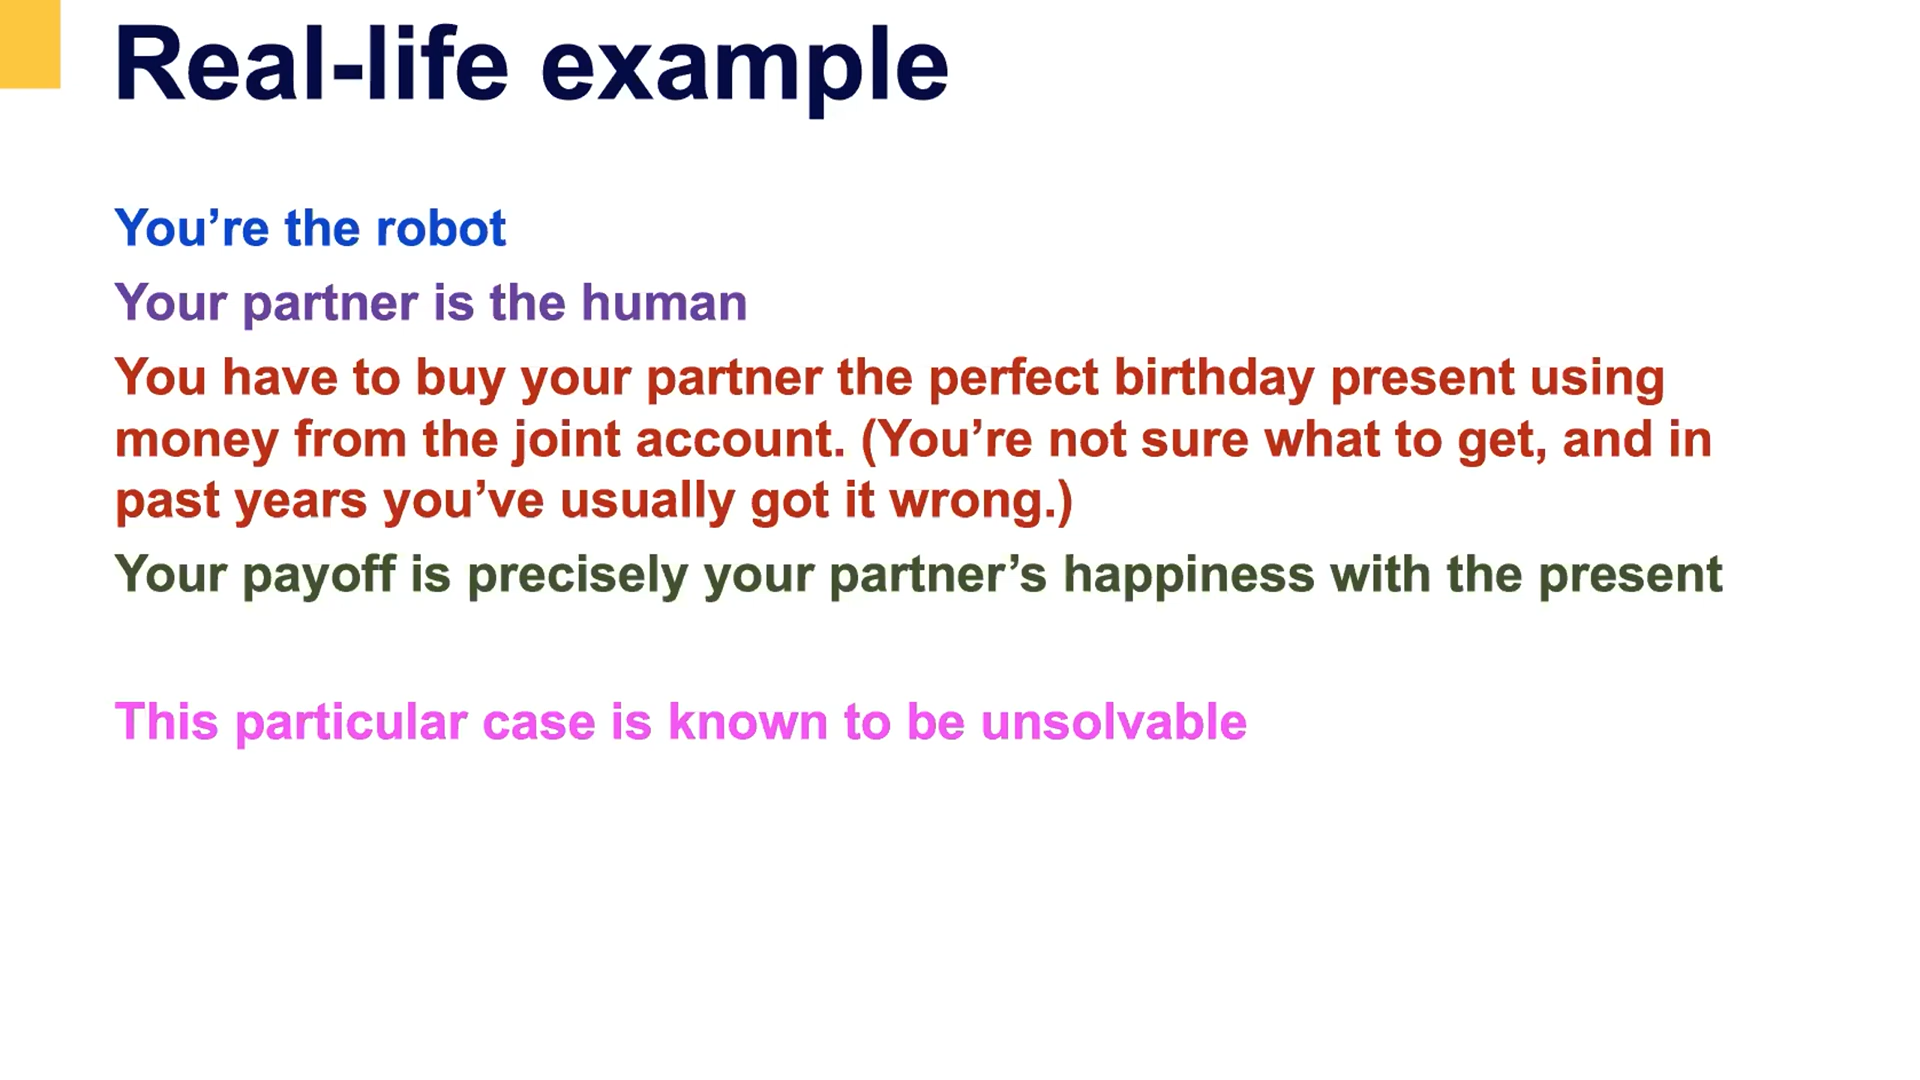 Real-life example
You’re the robot
Your partner is the human
You have to buy your partner the perfect birthday present using
money from the joint account. (You’re not sure what to get, and in
past years you’ve usually got it wrong.)
Your payoff is precisely your partner’s happiness with the present
This particular case is known to be unsolvable